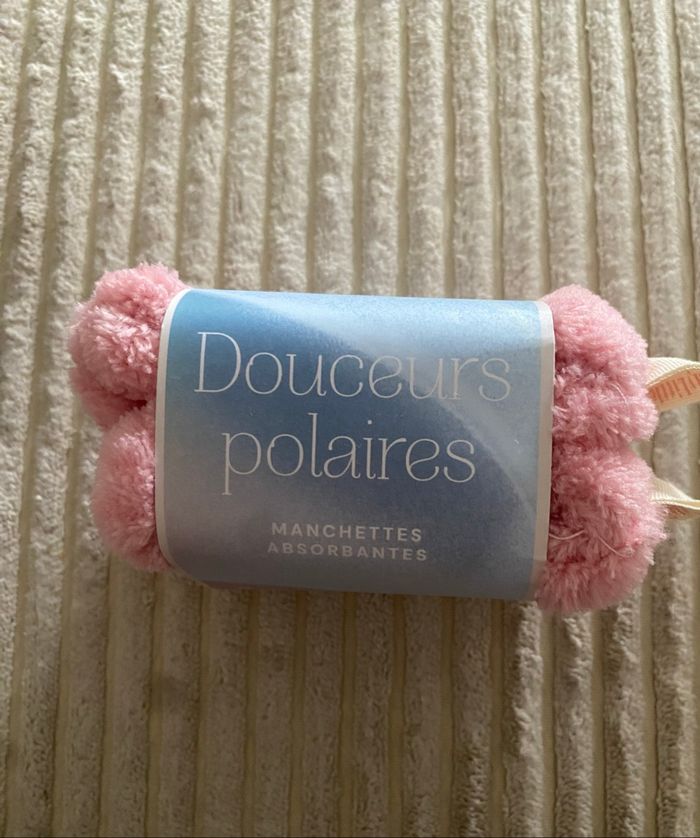 Douceurs
polaires
MANCHETTES
ABSORBANTES